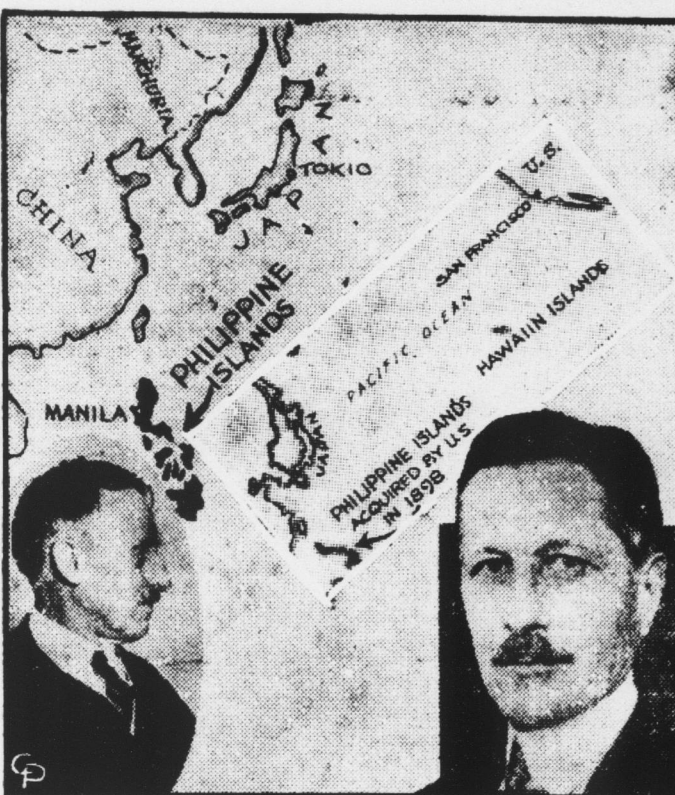 MANCHURIA
CHINA
JAPAN
TOKIO
PHILIPPINE
ISLANDS
MANILA
U.S.
SAN FRANCISCO
PACIFIC OCEAN
HAWAIIN ISLANDS
PHILIPPINE ISLANDS
ACQUIRED BY U.S.
IN 1898
CP